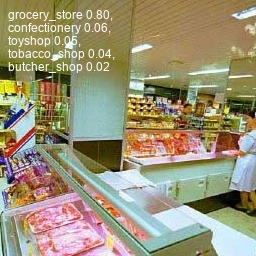 grocery_store 0.80,
confectionery 0.06,
toyshop 0.05,
tobacco_shop 0.04,
butcher_shop 0.02